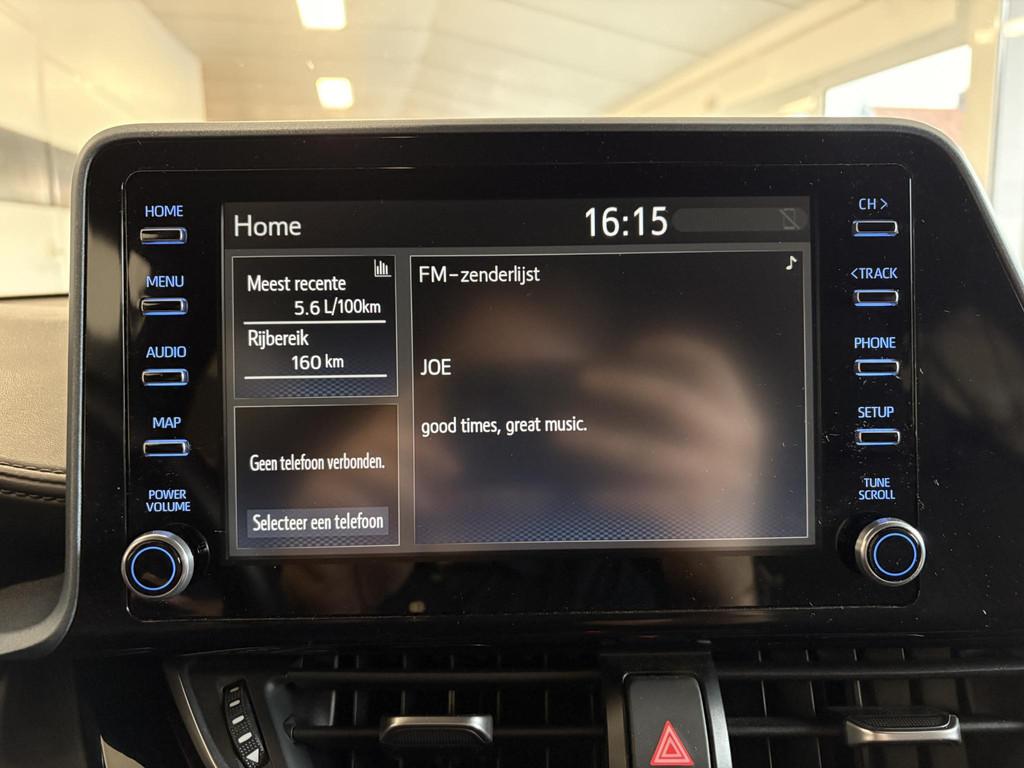 HOME
MENU
AUDIO
MAP
POWER
VOLUME
Home
16:15
Meest recente
5.6 L/100km
Rijbereik
160 km
Geen telefoon verbonden.
Selecteer een telefoon
FM-zenderlijst
JOE
good times, great music.
CH >
<TRACK
PHONE
SETUP
TUNE
SCROLL